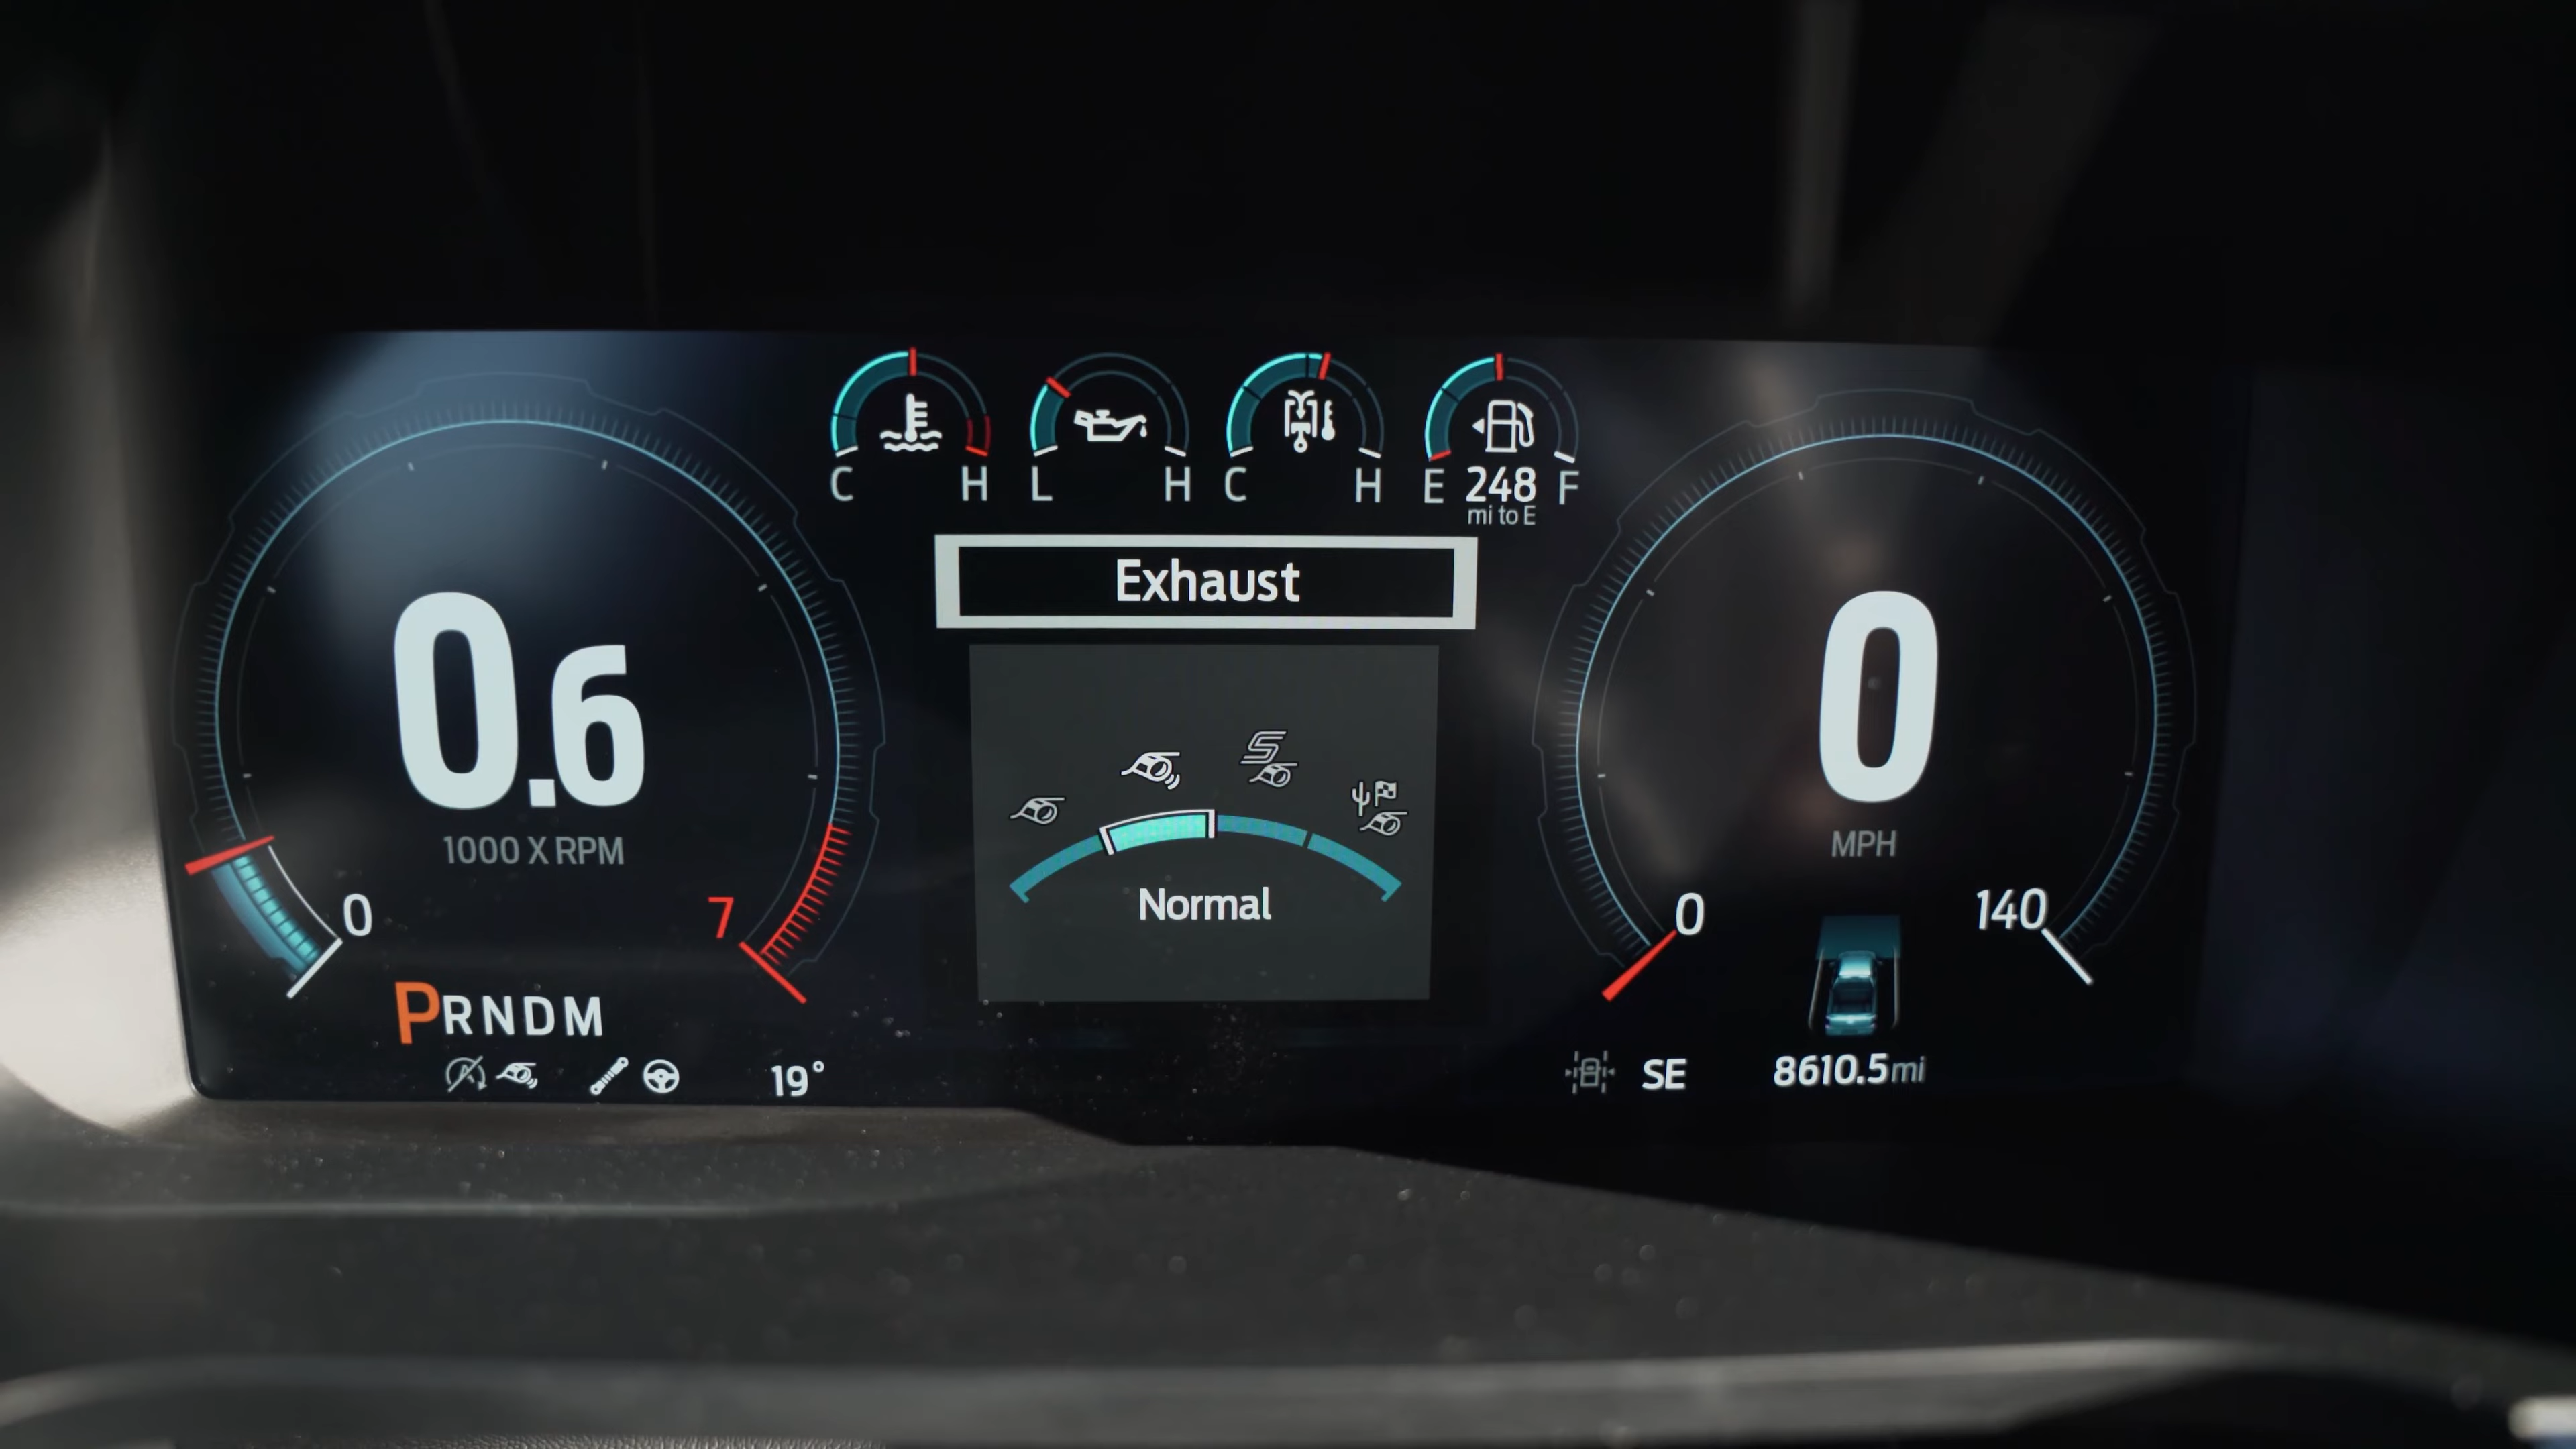 C H L H C H E 248 F
mi to E
Exhaust
0.6
1000 X RPM
0
7
S
Normal
0
MPH
0
140
PRNDM
A
19°
SE
8610.5mi